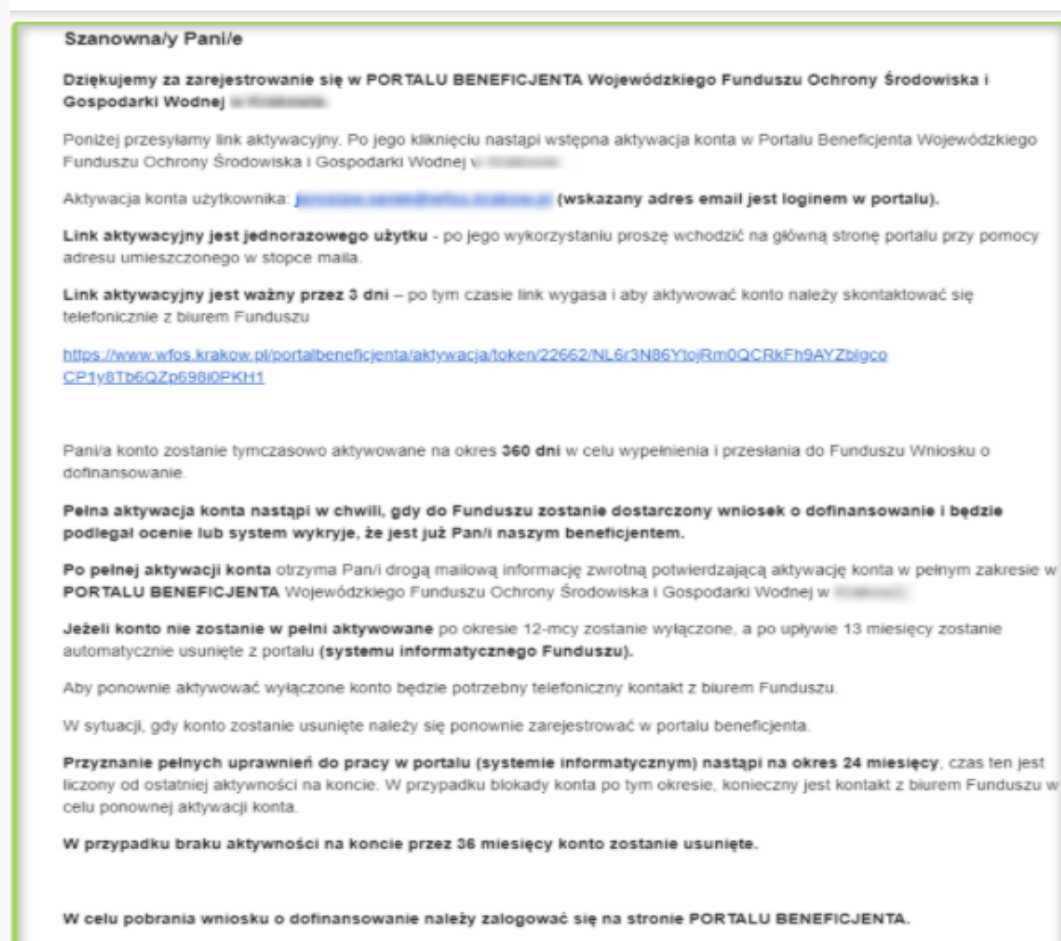 Szanowna/y Pani/e
Dziękujemy za zarejestrowanie się w PORTALU BENEFICJENTA Wojewódzkiego Funduszu Ochrony Środowiska i
Gospodarki Wodnej
Poniżej przesyłamy link aktywacyjny. Po jego kliknięciu nastąpi wstępna aktywacja konta w Portalu Beneficjenta Wojewódzkiego
Funduszu Ochrony Środowiska i Gospodarki Wodnej
Aktywacja konta użytkownika: (wskazany adres email jest loginem w portalu).
Link aktywacyjny jest jednorazowego użytku - po jego wykorzystaniu proszę wchodzić na główną stronę portalu przy pomocy
adresu umieszczonego w stopce maila.
Link aktywacyjny jest ważny przez 3 dni – po tym czasie link wygasa i aby aktywować konto należy skontaktować się
telefonicznie z biurem Funduszu
https://www.wfos.krakow.pl/portalbeneficjenta/aktywacja/token/22662/NL6r3N86YtojRm0QCRkFh9AYZblgco
CP1y8Tb6QZp698i0PKH1
Pani/a konto zostanie tymczasowo aktywowane na okres 360 dni w celu wypełnienia i przesłania do Funduszu Wniosku o
dofinansowanie.
Pełna aktywacja konta nastąpi w chwili, gdy do Funduszu zostanie dostarczony wniosek o dofinansowanie i będzie
podlegał ocenie lub system wykryje, że jest już Pan/i naszym beneficjentem.
Po pełnej aktywacji konta otrzyma Pan/i drogą mailową informację zwrotną potwierdzającą aktywację konta w pełnym zakresie w
PORTALU BENEFICJENTA Wojewódzkiego Funduszu Ochrony Środowiska i Gospodarki Wodnej w
Jeżeli konto nie zostanie w pełni aktywowane po okresie 12-mcy zostanie wyłączone, a po upływie 13 miesięcy zostanie
automatycznie usunięte z portalu (systemu informatycznego Funduszu).
Aby ponownie aktywować wyłączone konto będzie potrzebny telefoniczny kontakt z biurem Funduszu.
W sytuacji, gdy konto zostanie usunięte należy się ponownie zarejestrować w portalu beneficjenta.
Przyznanie pełnych uprawnień do pracy w portalu (systemie informatycznym) nastąpi na okres 24 miesięcy, czas ten jest
liczony od ostatniej aktywności na koncie. W przypadku blokady konta po tym okresie, konieczny jest kontakt z biurem Funduszu w
celu ponownej aktywacji konta.
W przypadku braku aktywności na koncie przez 36 miesięcy konto zostanie usunięte.
W celu pobrania wniosku o dofinansowanie należy zalogować się na stronie PORTALU BENEFICJENTA.